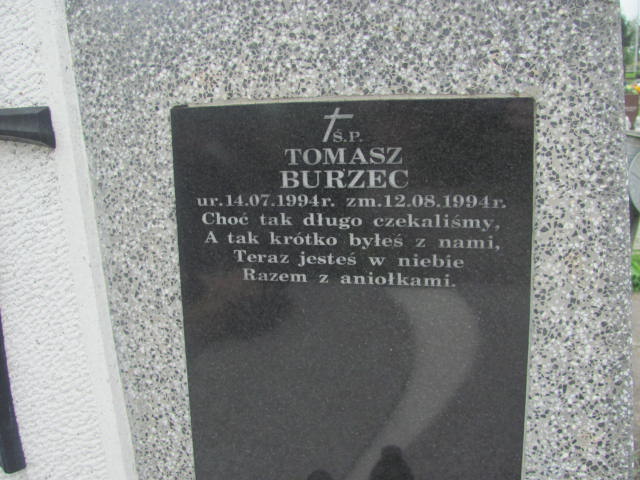 Ś.P.
TOMASZ
BURZEC
ur.14.07.1994r. zm.12.08.1994r.
Choć tak długo czekaliśmy,
A tak krótko byłeś z nami,
Teraz jesteś w niebie
Razem z aniołkami.